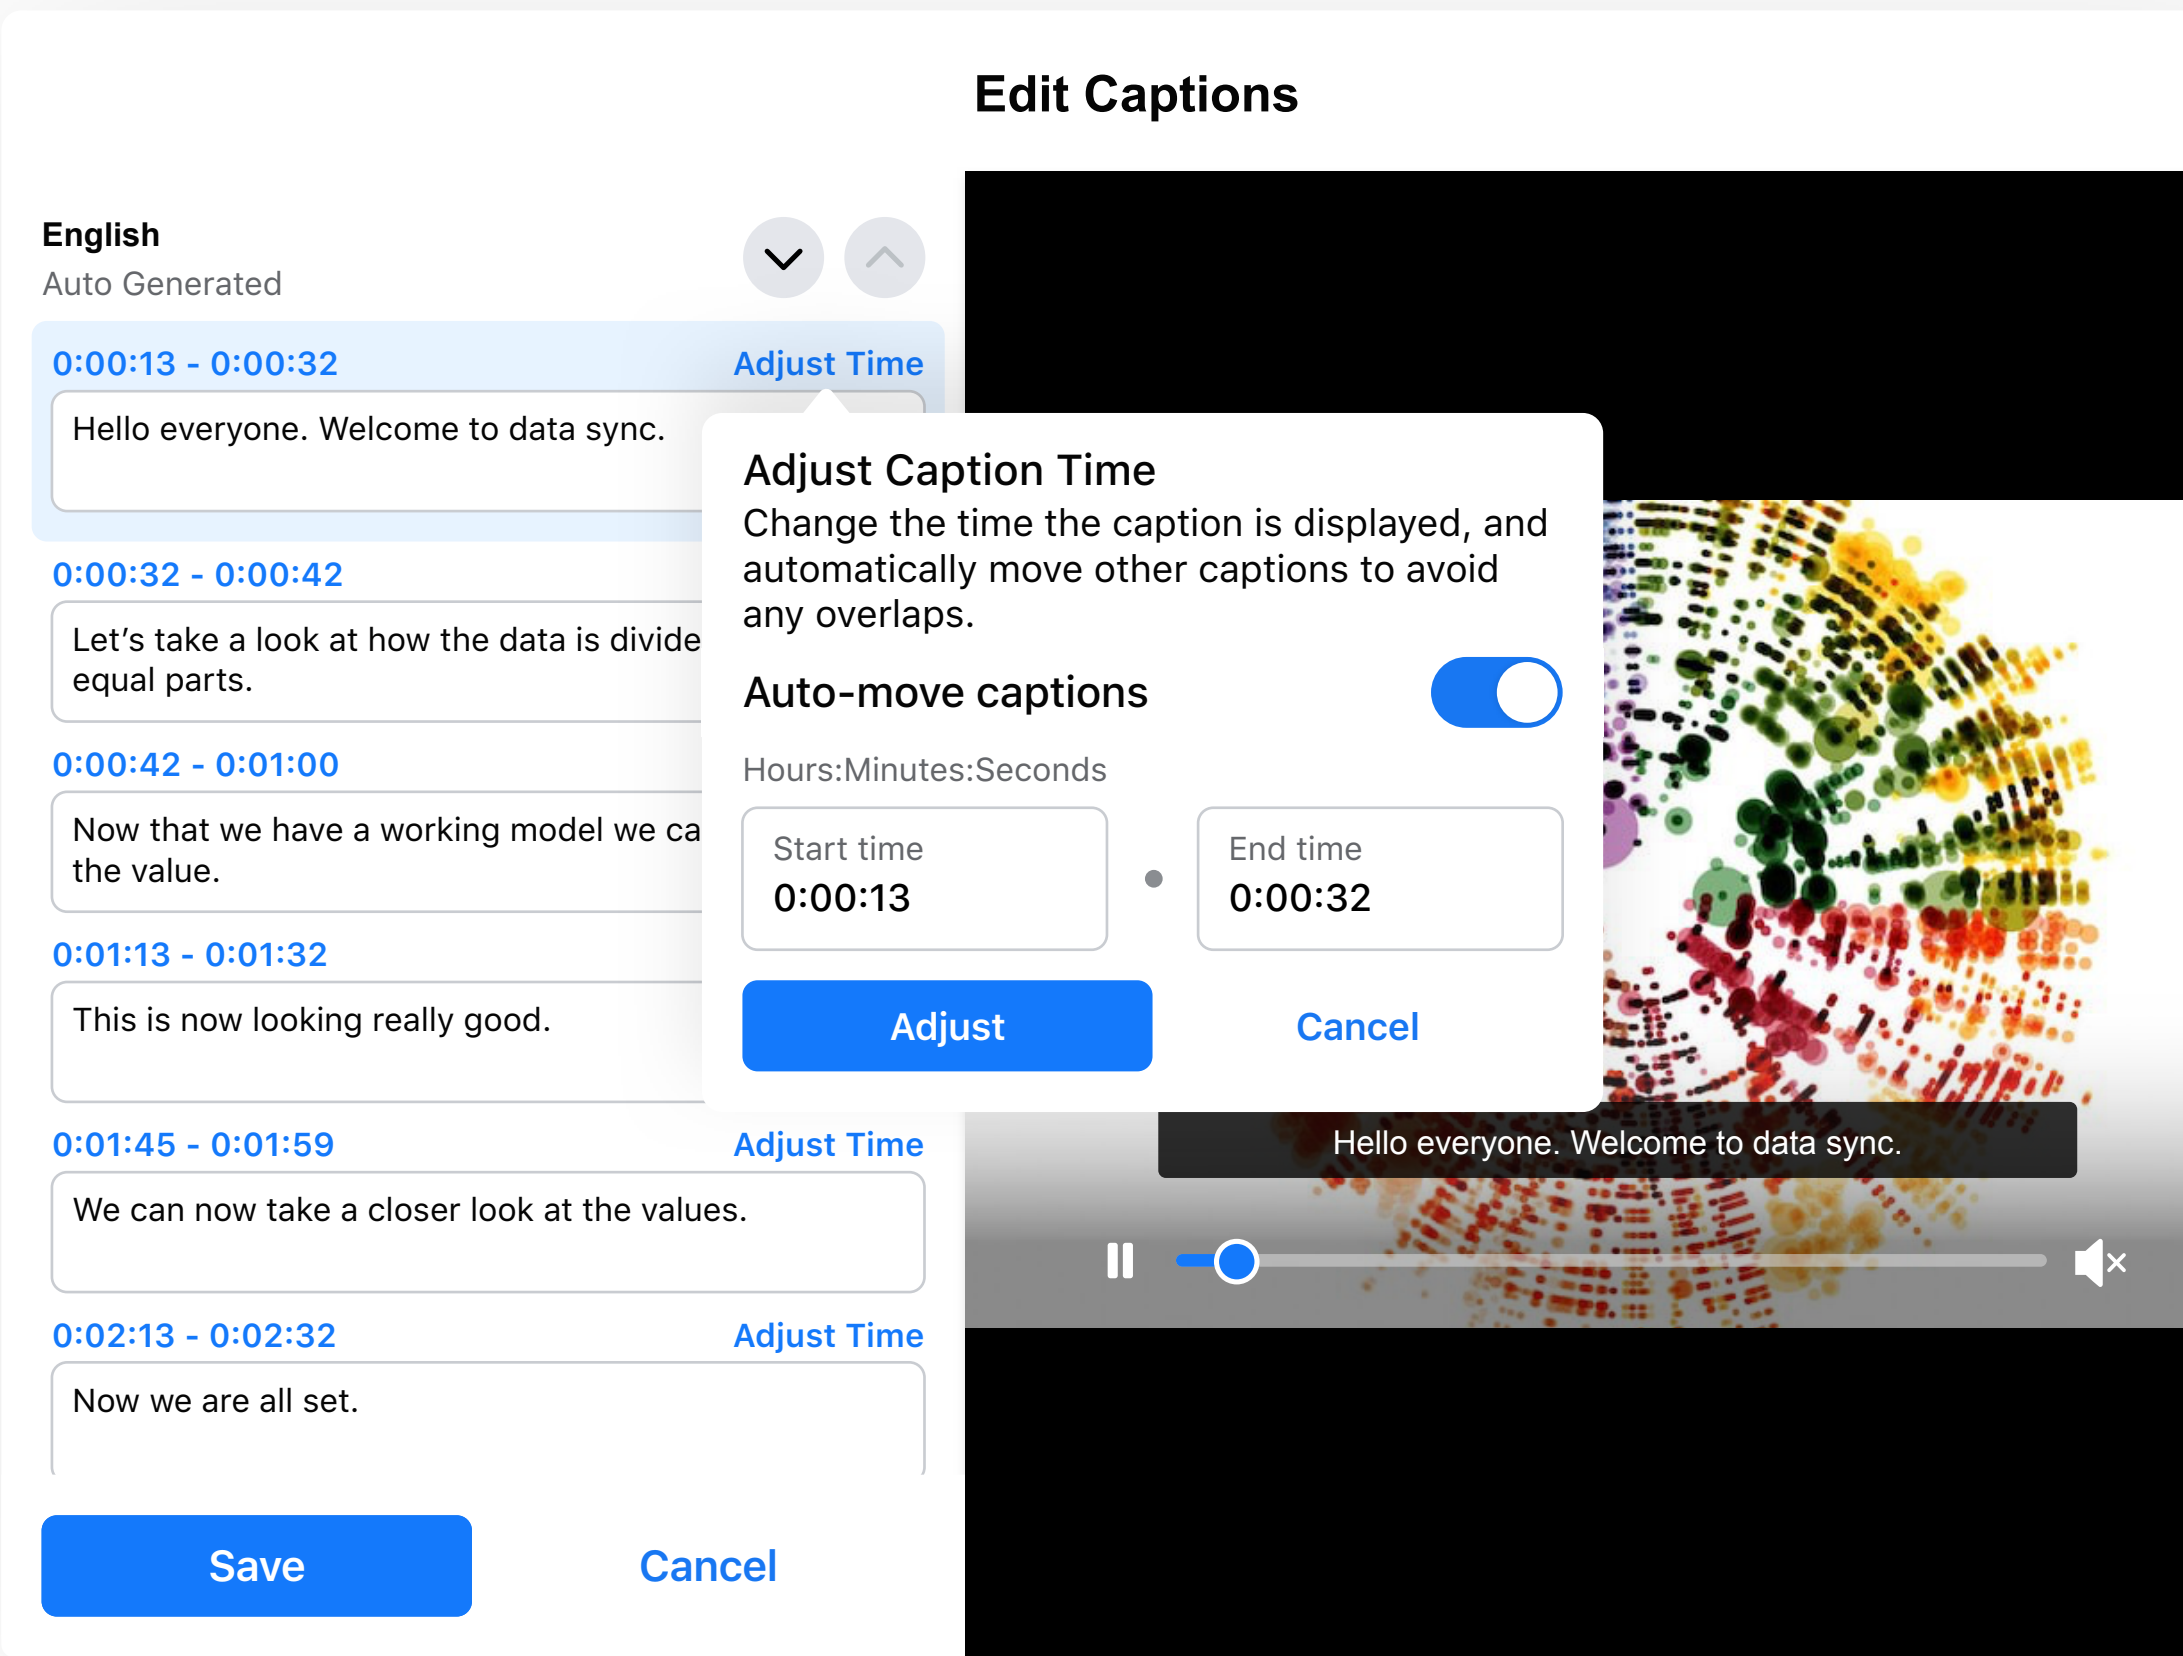 Edit Captions
English
Auto Generated
0:00:13 - 0:00:32 Adjust Time
Hello everyone. Welcome to data sync.
0:00:32 - 0:00:42
Let’s take a look at how the data is divide
equal parts.
0:00:42 - 0:01:00
Now that we have a working model we ca
the value.
0:01:13 - 0:01:32
This is now looking really good.
0:01:45 - 0:01:59 Adjust Time
We can now take a closer look at the values.
0:02:13 - 0:02:32 Adjust Time
Now we are all set.
Save Cancel
Adjust Caption Time
Change the time the caption is displayed, and
automatically move other captions to avoid
any overlaps.
Auto-move captions
Hours:Minutes:Seconds
Start time End time
0:00:13 0:00:32
Adjust Cancel
Hello everyone. Welcome to data sync.